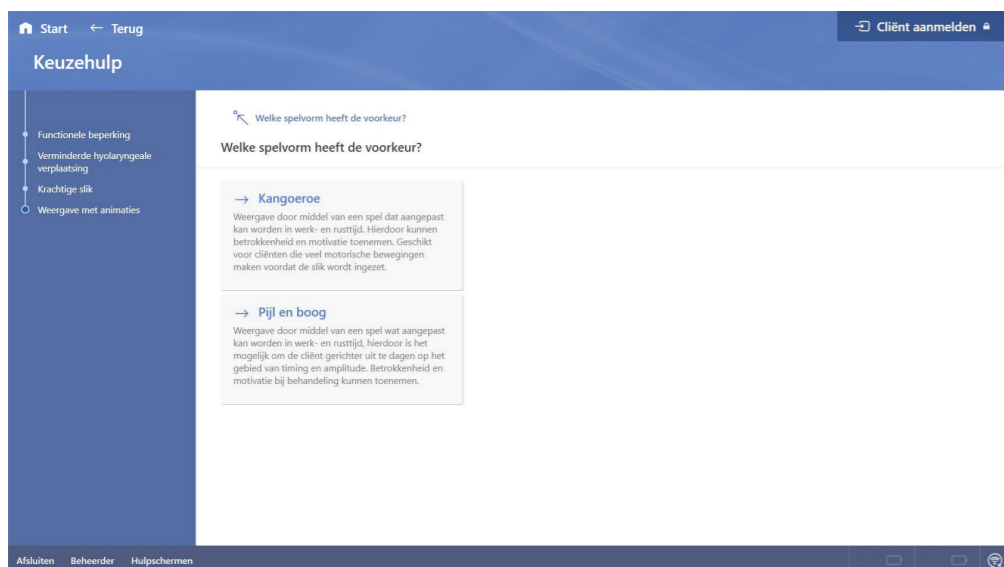 Start ← Terug
Cliënt aanmelden
Keuzehulp
Functionele beperking
Verminderde hyolaryngeale
verplaatsing
Krachtige slik
Weergave met animaties
Welke spelvorm heeft de voorkeur?
Welke spelvorm heeft de voorkeur?
→ Kangoeroe
Weergave door middel van een spel dat aangepast
kan worden in werk- en rusttijd. Hierdoor kunnen
betrokkenheid en motivatie toenemen. Geschikt
voor cliënten die veel motorische bewegingen
maken voordat de slik wordt ingezet.
→ Pijl en boog
Weergave door middel van een spel wat aangepast
kan worden in werk- en rusttijd, hierdoor is het
mogelijk om de cliënt gerichter uit te dagen op het
gebied van timing en amplitude. Betrokkenheid en
motivatie bij behandeling kunnen toenemen.
Afsluiten Beheerder Hulpschermen